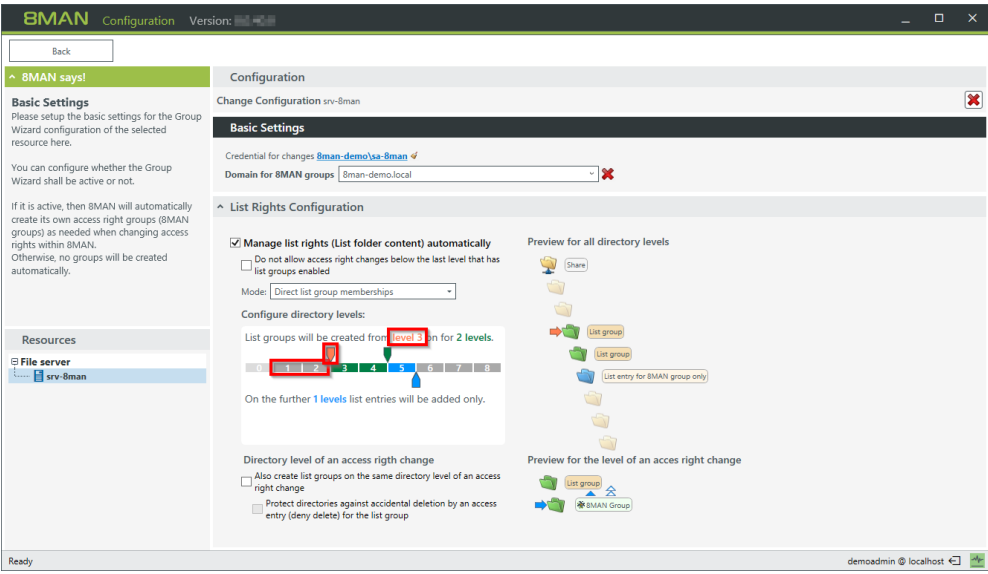 8MAN Configuration Version:
Back
8MAN says!
Basic Settings
Please setup the basic settings for the Group
Wizard configuration of the selected
resource here.
You can configure whether the Group
Wizard shall be active or not.
If it is active, then 8MAN will automatically
create its own access right groups (8MAN
groups) as needed when changing access
rights within 8MAN.
Otherwise, no groups will be created
automatically.
Resources
File server
srv-8man
Configuration
Change Configuration srv-8man
Basic Settings
Credential for changes 8man-demo\sa-8man
Domain for 8MAN groups 8man-demo.local
List Rights Configuration
Manage list rights (List folder content) automatically
Do not allow access right changes below the last level that has
list groups enabled
Mode: Direct list group memberships
Configure directory levels:
List groups will be created from level 3 on for 2 levels.
0 1 2 3 4 5 6 7 8
On the further 1 levels list entries will be added only.
Directory level of an access rigth change
Also create list groups on the same directory level of an access
right change
Protect directories against accidental deletion by an access
entry (deny delete) for the list group
Preview for all directory levels
Share
List group
List group
List entry for 8MAN group only
Preview for the level of an acces right change
List group
8MAN Group
Ready
demoadmin @ localhost